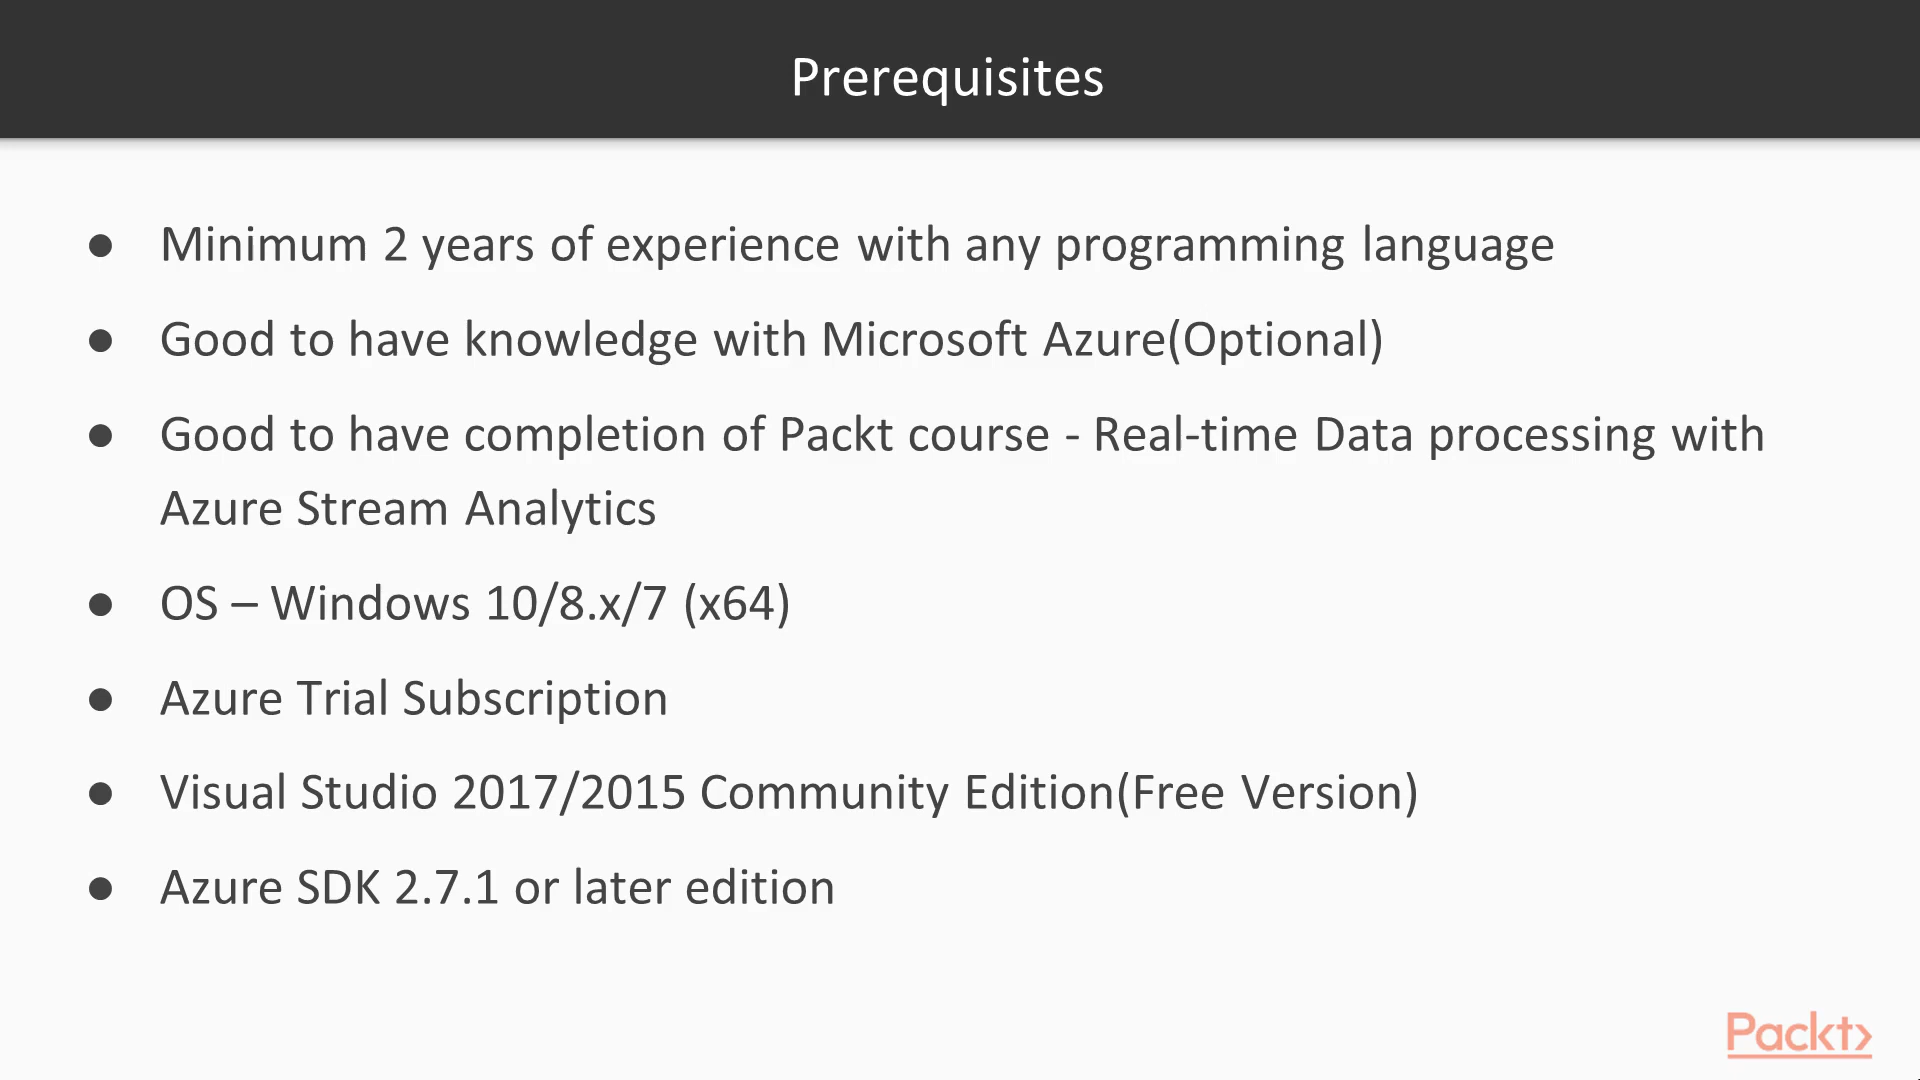 Prerequisites
● Minimum 2 years of experience with any programming language
● Good to have knowledge with Microsoft Azure(Optional)
● Good to have completion of Packt course - Real-time Data processing with
Azure Stream Analytics
● OS – Windows 10/8.x/7 (x64)
● Azure Trial Subscription
● Visual Studio 2017/2015 Community Edition(Free Version)
● Azure SDK 2.7.1 or later edition
Packt>